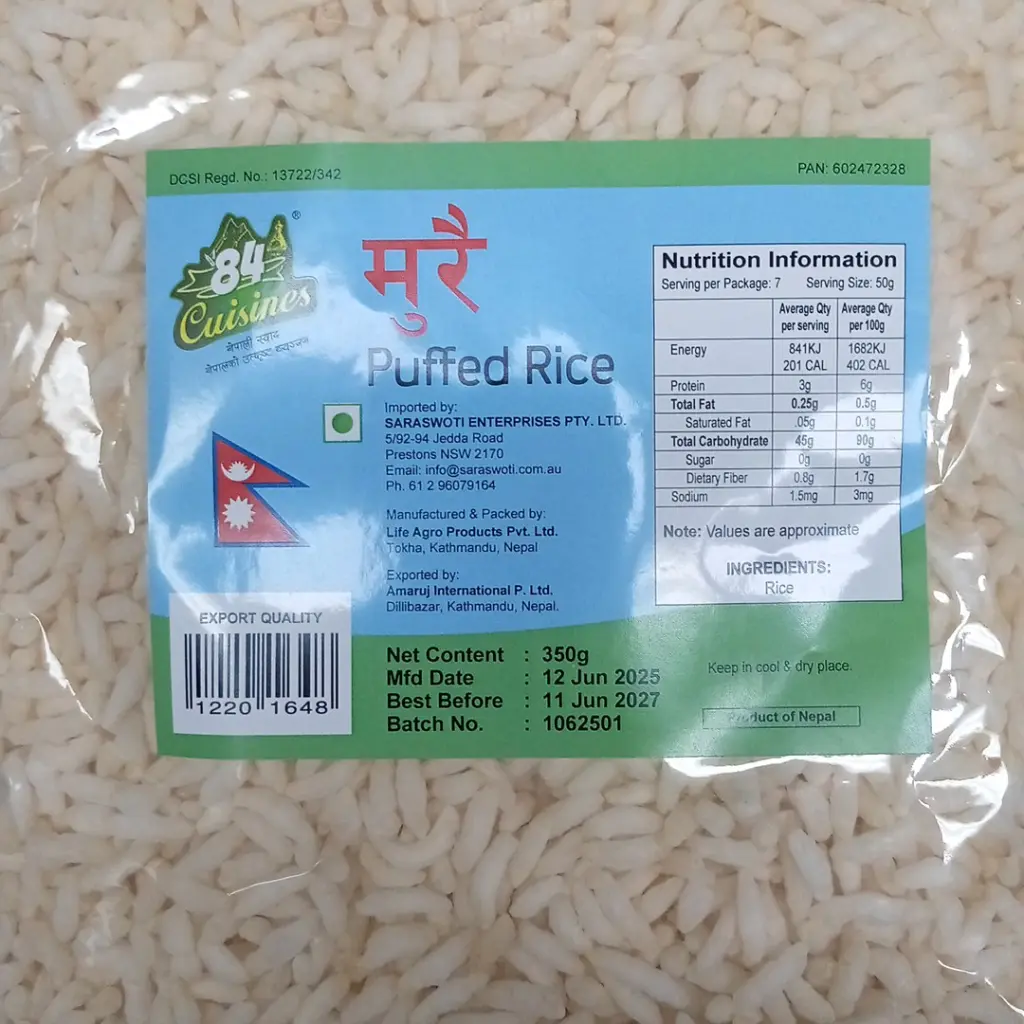 DCSI Regd. No.: 13722/342
PAN: 602472328
®
84
Cuisines
नेपाली स्वाद
नेपालको उत्कृष्ट
मुरै
Puffed Rice
Imported by:
SARASWOTI ENTERPRISES PTY. LTD.
5/92-94 Jedda Road
Prestons NSW 2170
Email: info@saraswoti.com.au
Ph. 61 2 96079164
Manufactured & Packed by:
Life Agro Products Pvt. Ltd.
Tokha, Kathmandu, Nepal
Exported by:
Amaruj International P. Ltd.
Dillibazar, Kathmandu, Nepal.
Nutrition Information
Serving per Package: 7 Serving Size: 50g
Average Qty per serving Average Qty per 100g
Energy 841KJ 1682KJ
201 CAL 402 CAL
Protein 3g 6g
Total Fat 0.25g 0.5g
Saturated Fat .05g 0.1g
Total Carbohydrate 45g 90g
Sugar 0g 0g
Dietary Fiber 0.8g 1.7g
Sodium 1.5mg 3mg
Note: Values are approximate
INGREDIENTS:
Rice
EXPORT QUALITY
1220 1648
Net Content : 350g
Mfd Date : 12 Jun 2025
Best Before : 11 Jun 2027
Batch No. : 1062501
Keep in cool & dry place.
Product of Nepal